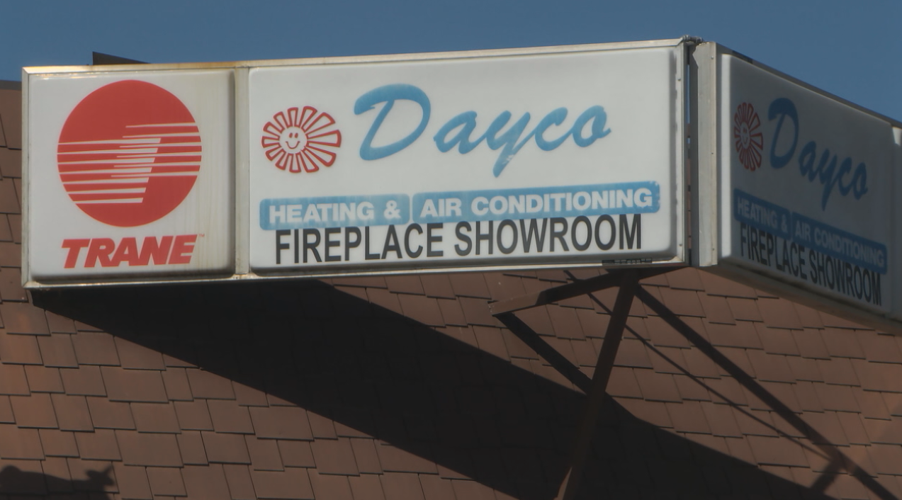 TRANE
Dayco
HEATING & AIR CONDITIONING
FIREPLACE SHOWROOM
Dayco
HEATING & AIR CONDITIONING
FIREPLACE SHOWROOM